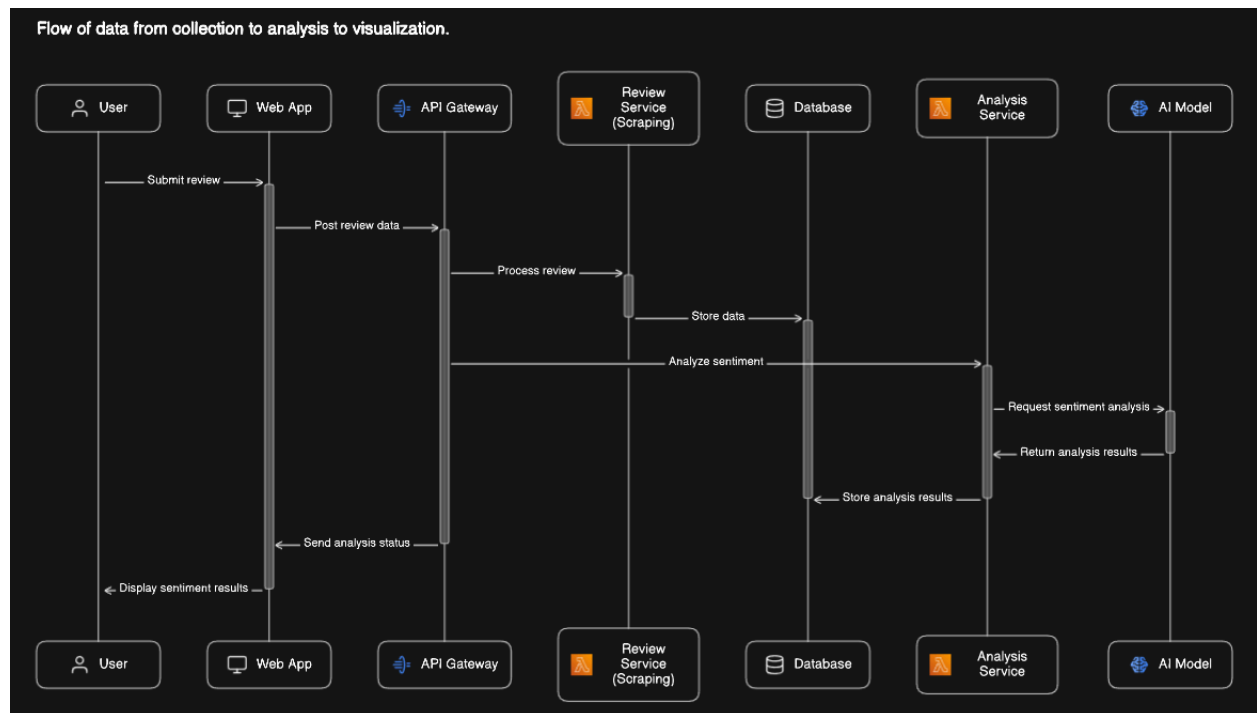 Flow of data from collection to analysis to visualization.
User
Web App
API Gateway
Review
Service
(Scraping)
Database
Analysis
Service
AI Model
Submit review
Post review data
Process review
Store data
Analyze sentiment
Request sentiment analysis
Return analysis results
Store analysis results
Send analysis status
Display sentiment results
User
Web App
API Gateway
Review
Service
(Scraping)
Database
Analysis
Service
AI Model